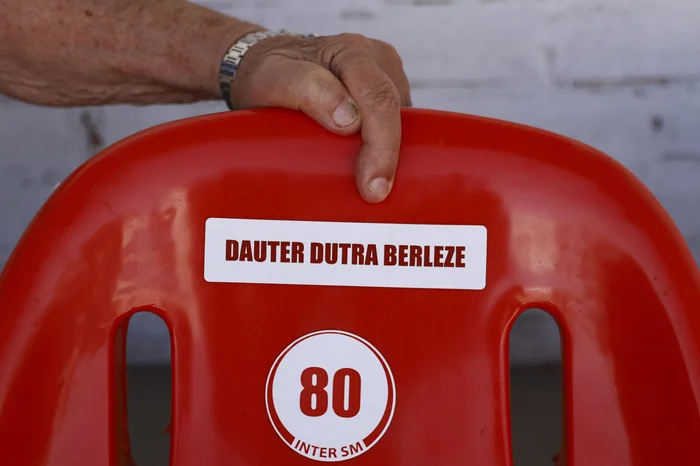 DAUTER DUTRA BERLEZE
80
INTER SM